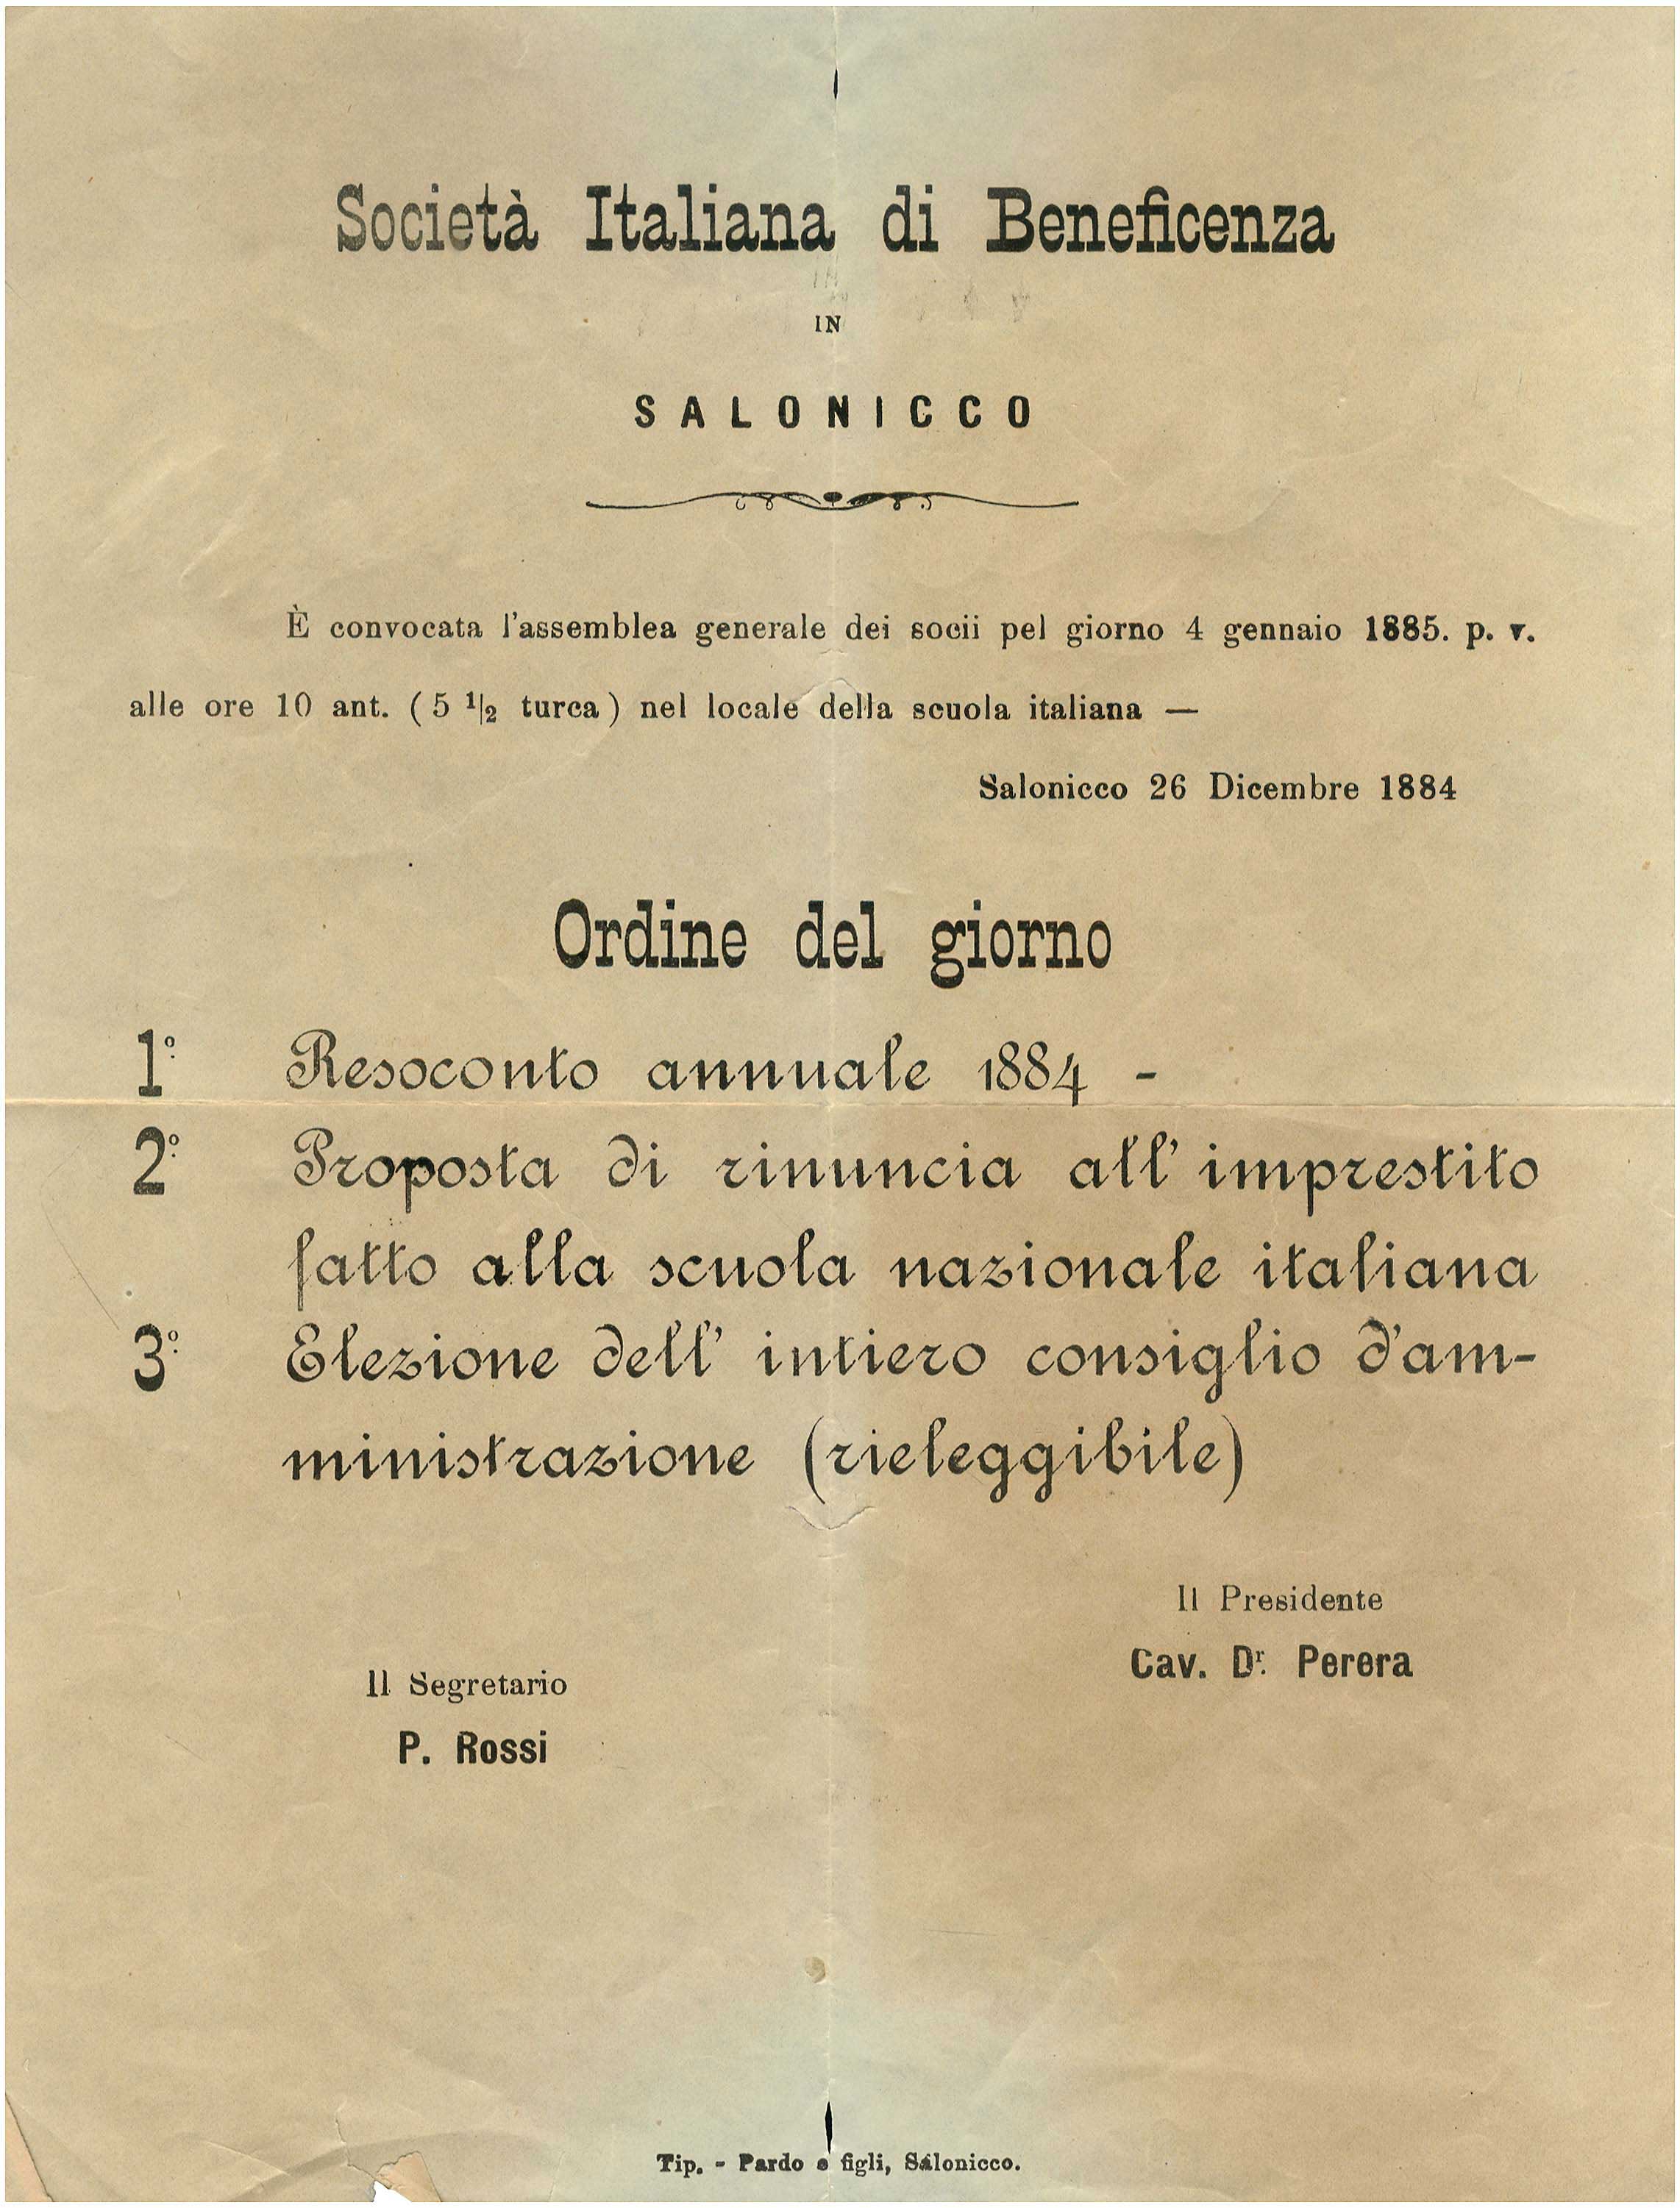 Società Italiana di Beneficenza
IN
SALONICCO
È convocata l'assemblea generale dei socii pel giorno 4 gennaio 1885. p. v.
alle ore 10 ant. ( 5 1/2 turca ) nel locale della scuola italiana —
Salonicco 26 Dicembre 1884
Ordine del giorno
1º. Resoconto annuale 1884 -
2º. Proposta di rinuncia all' imprestito
fatto alla scuola nazionale italiana
3º. Elezione dell' intiero consiglio d'am-
ministrazione (rieleggibile)
Il Presidente
Cav. Dr. Perera
Il Segretario
P. Rossi
Tip. - Pardo e figli, Salonicco.